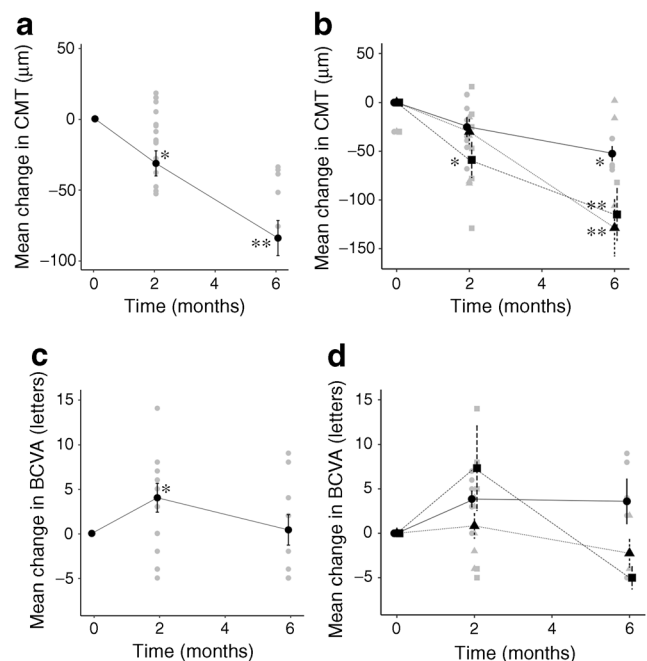 a
Mean change in CMT (µm)
50
0
−50
−100
*
**
0 2 4 6
Time (months)
b
Mean change in CMT (µm)
50
0
−50
−100
−150
*
*
**
**
0 2 4 6
Time (months)
c
Mean change in BCVA (letters)
15
10
5
0
−5
*
0 2 4 6
Time (months)
d
Mean change in BCVA (letters)
15
10
5
0
−5
0 2 4 6
Time (months)